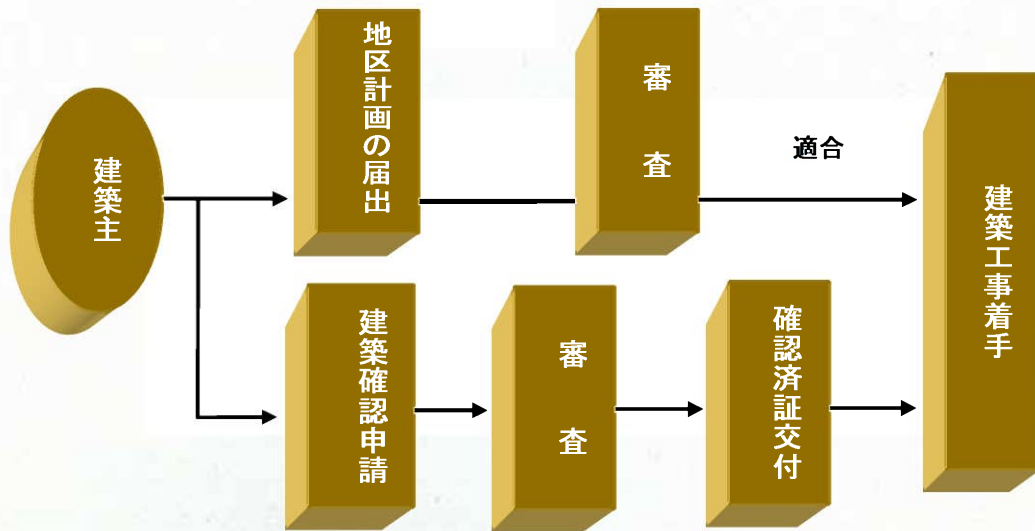 建築主
地区計画の届出
審査
適合
建築確認申請
審査
確認済証交付
建築工事着手